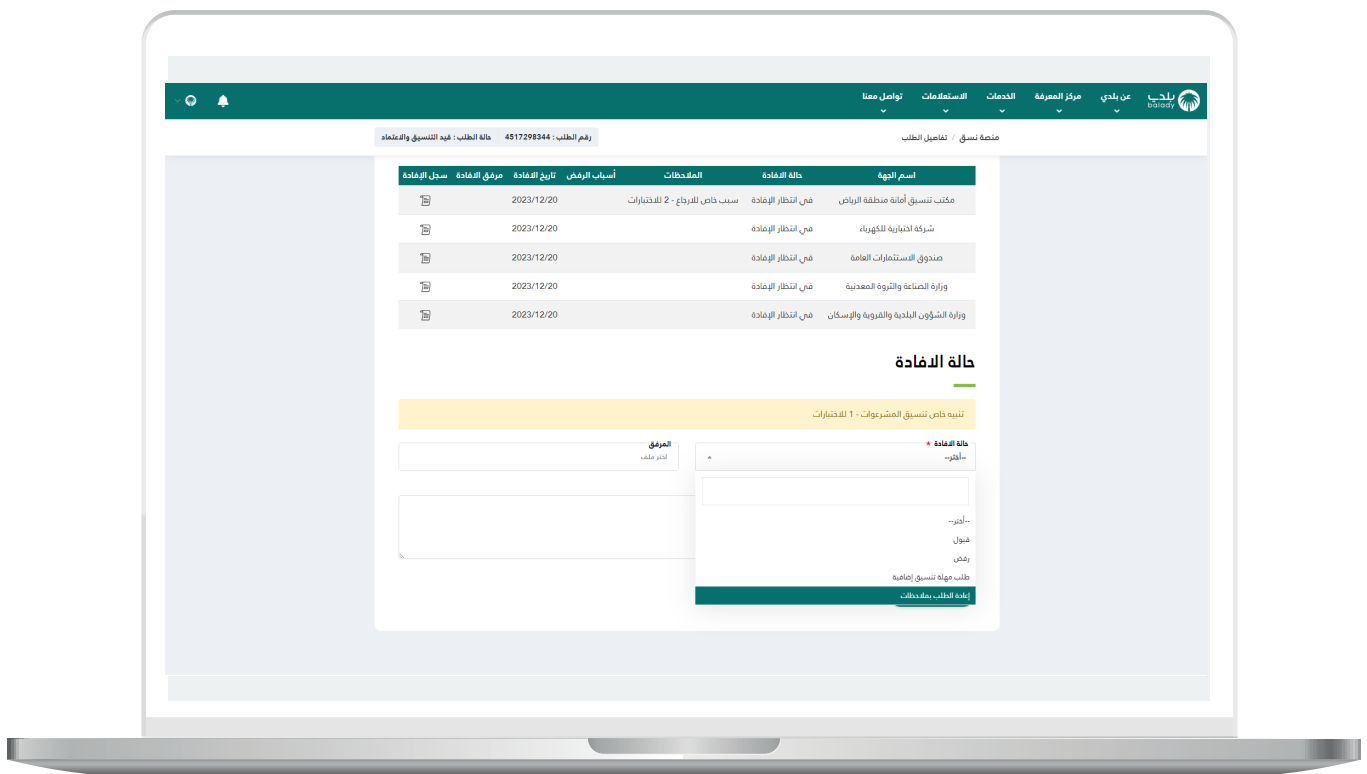 بلدي
balady
عن بلدي
مركز المعرفة
الخدمات
الاستعلامات
تواصل معنا
منصة نسق / تفاصيل الطلب
رقم الطلب : 4517298344 حالة الطلب : قيد التنسيق والاعتماد
اسم الجهة حالة الافادة الملاحظات أسباب الرفض تاريخ الافادة مرفق الافادة سجل الإفادة
مكتب تنسيق أمانة منطقة الرياض في انتظار الإفادة سبب خاص للارجاع - 2 للاختبارات 2023/12/20
شركة اختبارية للكهرباء في انتظار الإفادة 2023/12/20
صندوق الاستثمارات العامة في انتظار الإفادة 2023/12/20
وزارة الصناعة والثروة المعدنية في انتظار الإفادة 2023/12/20
وزارة الشؤون البلدية والقروية والإسكان في انتظار الإفادة 2023/12/20
حالة الافادة
تنبيه خاص تنسيق المشرعوات - 1 للاختبارات
حالة الافادة *
--أختر--
المرفق
اختر ملف
--أختر--
قبول
رفض
طلب مهلة تنسيق إضافية
إعادة الطلب بملاحظات